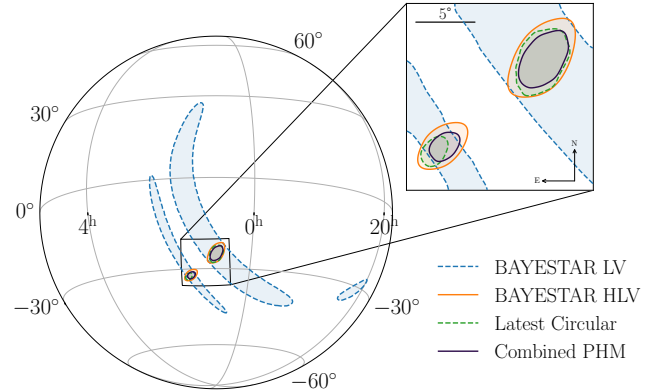 5°
60°
30°
N
E
0°
4h
0h
20h
−30°
−30°
−60°
BAYESTAR LV
BAYESTAR HLV
Latest Circular
Combined PHM